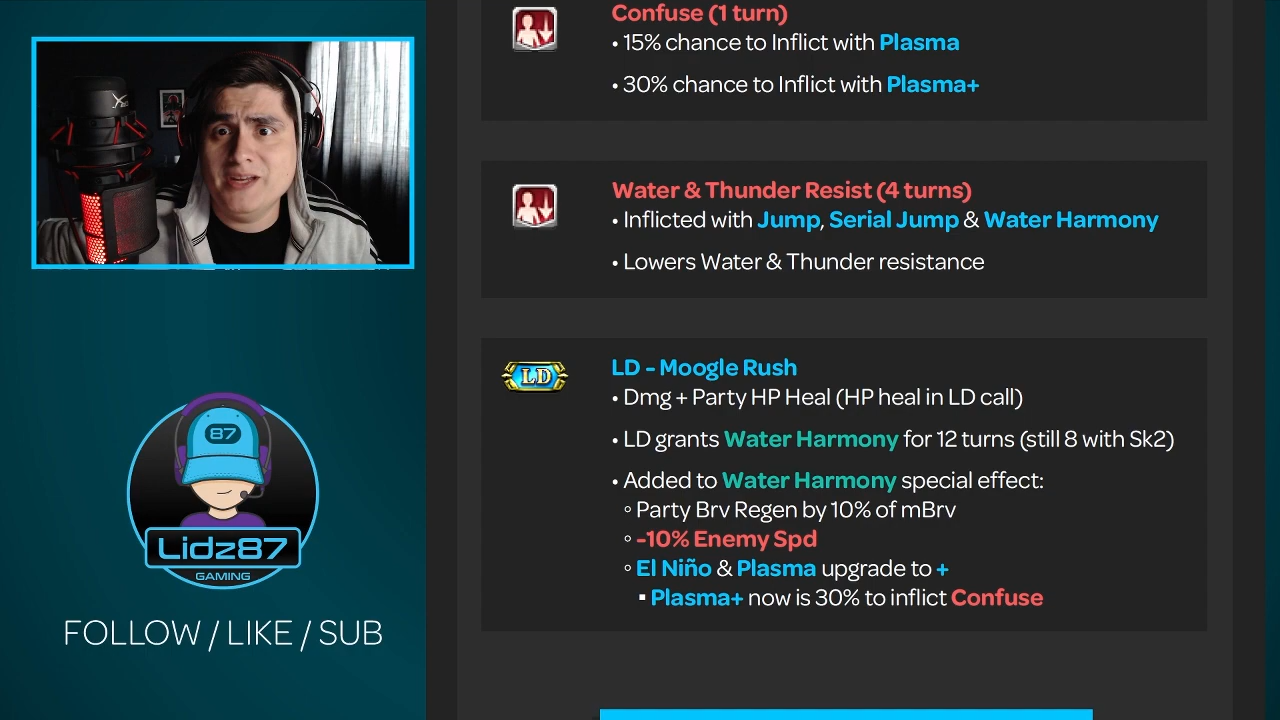 Confuse (1 turn)
• 15% chance to Inflict with Plasma
• 30% chance to Inflict with Plasma+
Water & Thunder Resist (4 turns)
• Inflicted with Jump, Serial Jump & Water Harmony
• Lowers Water & Thunder resistance
LD
LD - Moogle Rush
• Dmg + Party HP Heal (HP heal in LD call)
• LD grants Water Harmony for 12 turns (still 8 with Sk2)
• Added to Water Harmony special effect:
◦ Party Brv Regen by 10% of mBrv
◦ -10% Enemy Spd
◦ El Niño & Plasma upgrade to +
▪ Plasma+ now is 30% to inflict Confuse
87
Lidz87
GAMING
FOLLOW / LIKE / SUB